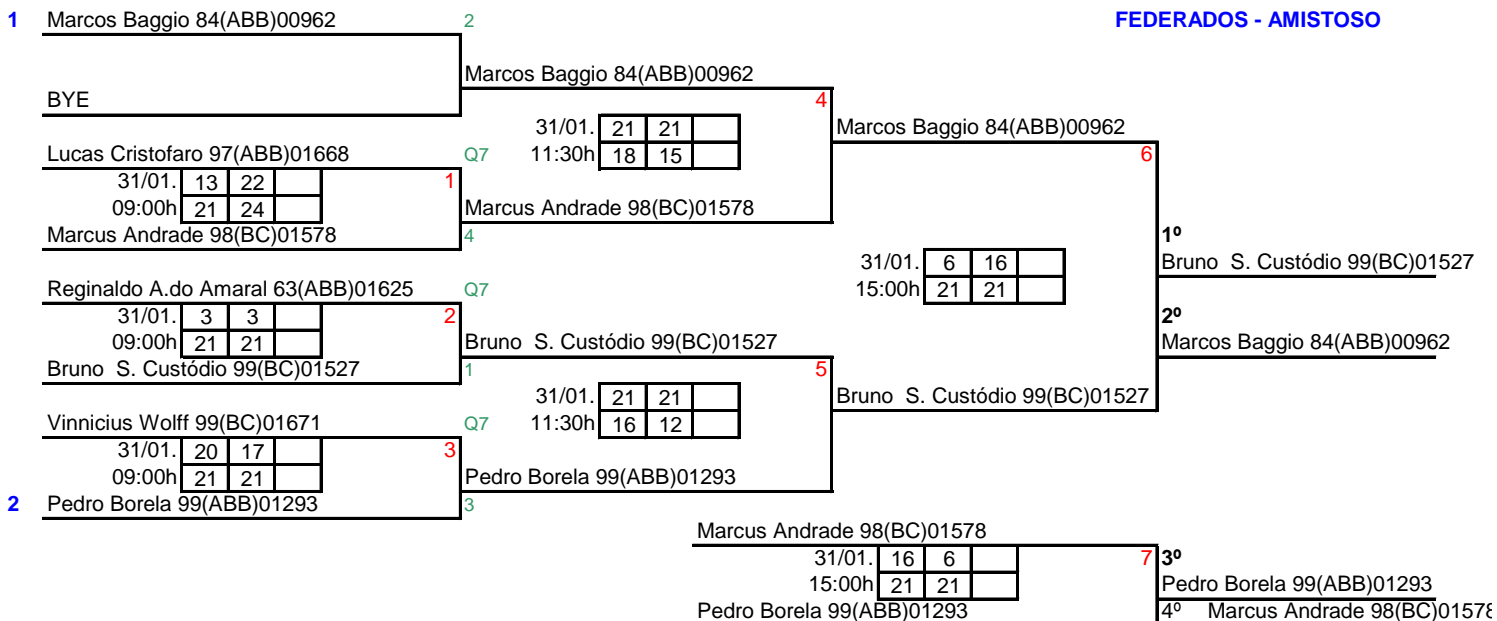 1 Marcos Baggio 84(ABB)00962 2 FEDERADOS - AMISTOSO
Marcos Baggio 84(ABB)00962
BYE 4
31/01. 21 21 Marcos Baggio 84(ABB)00962
Lucas Cristofaro 97(ABB)01668 Q7 11:30h 18 15 6
31/01. 13 22 1
09:00h 21 24 Marcus Andrade 98(BC)01578
Marcus Andrade 98(BC)01578 4 1º
31/01. 6 16 Bruno S. Custódio 99(BC)01527
Reginaldo A.do Amaral 63(ABB)01625 Q7 15:00h 21 21
31/01. 3 3 2 2º
09:00h 21 21 Bruno S. Custódio 99(BC)01527 Marcos Baggio 84(ABB)00962
Bruno S. Custódio 99(BC)01527 1 5
31/01. 21 21 Bruno S. Custódio 99(BC)01527
Vinnicius Wolff 99(BC)01671 Q7 11:30h 16 12
31/01. 20 17 3
09:00h 21 21 Pedro Borela 99(ABB)01293
2 Pedro Borela 99(ABB)01293 3
Marcus Andrade 98(BC)01578
31/01. 16 6 7 3º
15:00h 21 21 Pedro Borela 99(ABB)01293
Pedro Borela 99(ABB)01293 4º Marcus Andrade 98(BC)01578